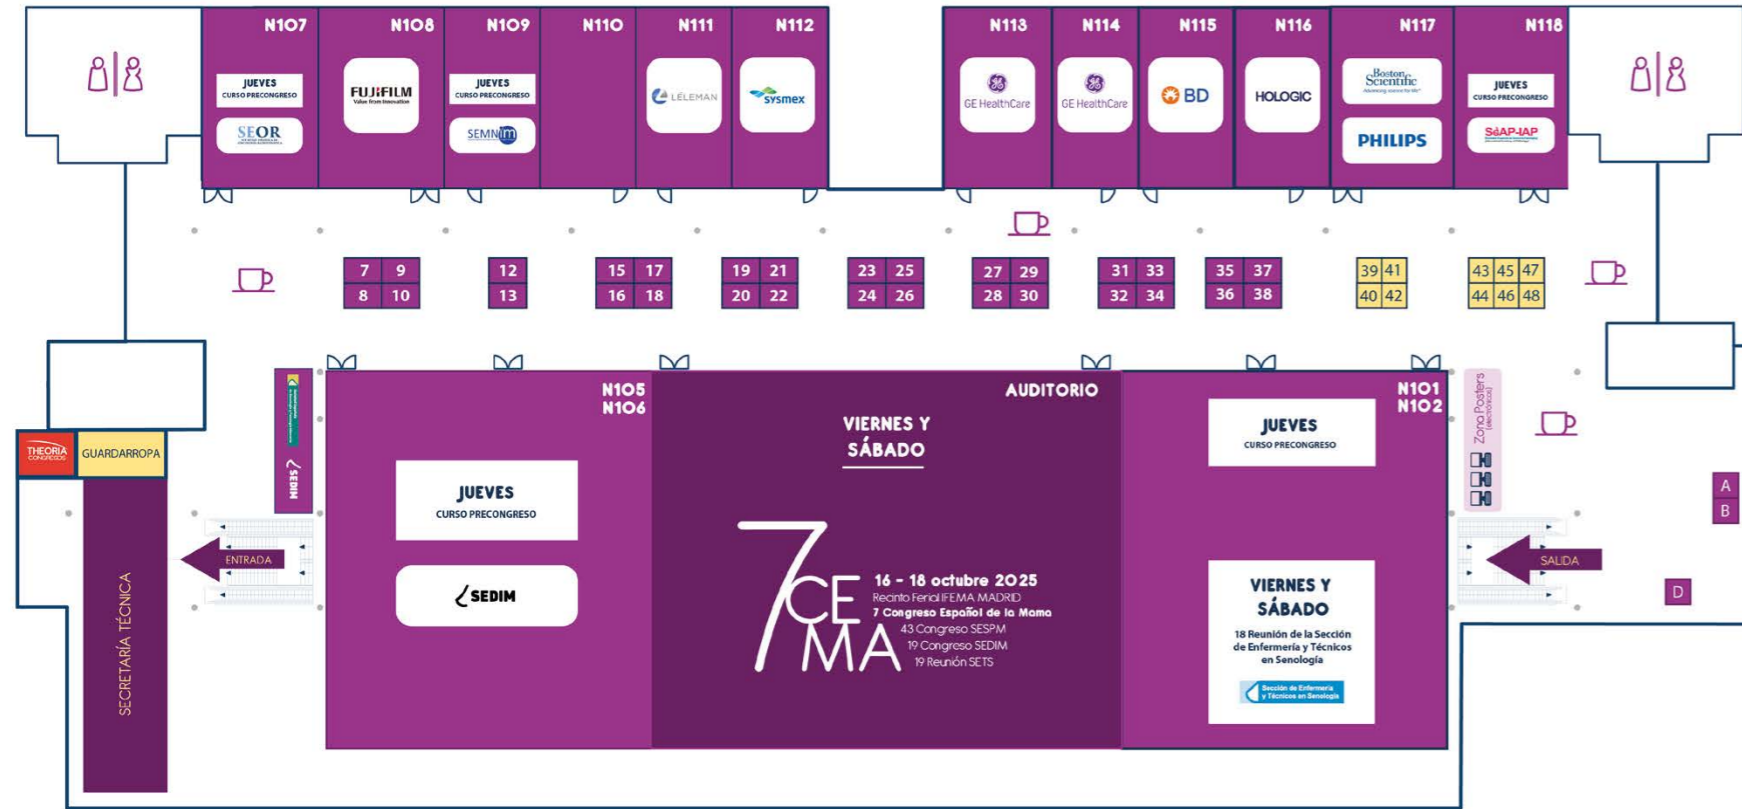 N107
JUEVES
CURSO PRECONGRESO
SEOR
N108
FUJIFILM
Value from Innovation
N109
JUEVES
CURSO PRECONGRESO
SEMNim
N110
N111
LÉLEMAN
N112
sysmex
N113
GE HealthCare
N114
GE HealthCare
N115
BD
N116
HOLOGIC
N117
Boston
Scientific
Advancing science for life™
PHILIPS
N118
JUEVES
CURSO PRECONGRESO
SEAP-IAP
7 9
8 10
12
13
15 17
16 18
19 21
20 22
23 25
24 26
27 29
28 30
31 33
32 34
35 37
36 38
39 41
40 42
43 45 47
44 46 48
THEORIA
CONGRESOS
GUARDARROPA
SECRETARÍA TÉCNICA
SEDIM
ENTRADA
N105
N106
JUEVES
CURSO PRECONGRESO
SEDIM
AUDITORIO
VIERNES Y
SÁBADO
7CEMA
16 - 18 octubre 2025
Recinto Ferial IFEMA MADRID
7 Congreso Español de la Mama
43 Congreso SESPM
19 Congreso SEDIM
19 Reunión SETS
N101
N102
JUEVES
CURSO PRECONGRESO
VIERNES Y
SÁBADO
18 Reunión de la Sección
de Enfermería y Técnicos
en Senología
Sección de Enfermería
y Técnicos en Senología
Zona Posters
(electrónicos)
SALIDA
A
B
D